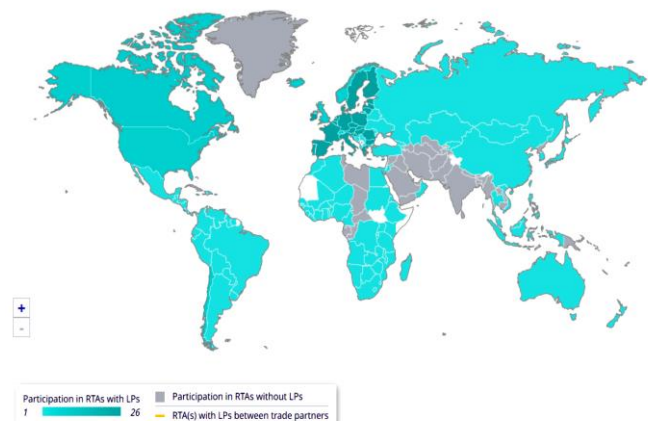 +
-
Participation in RTAs with LPs
1 26
Participation in RTAs without LPs
RTA(s) with LPs between trade partners